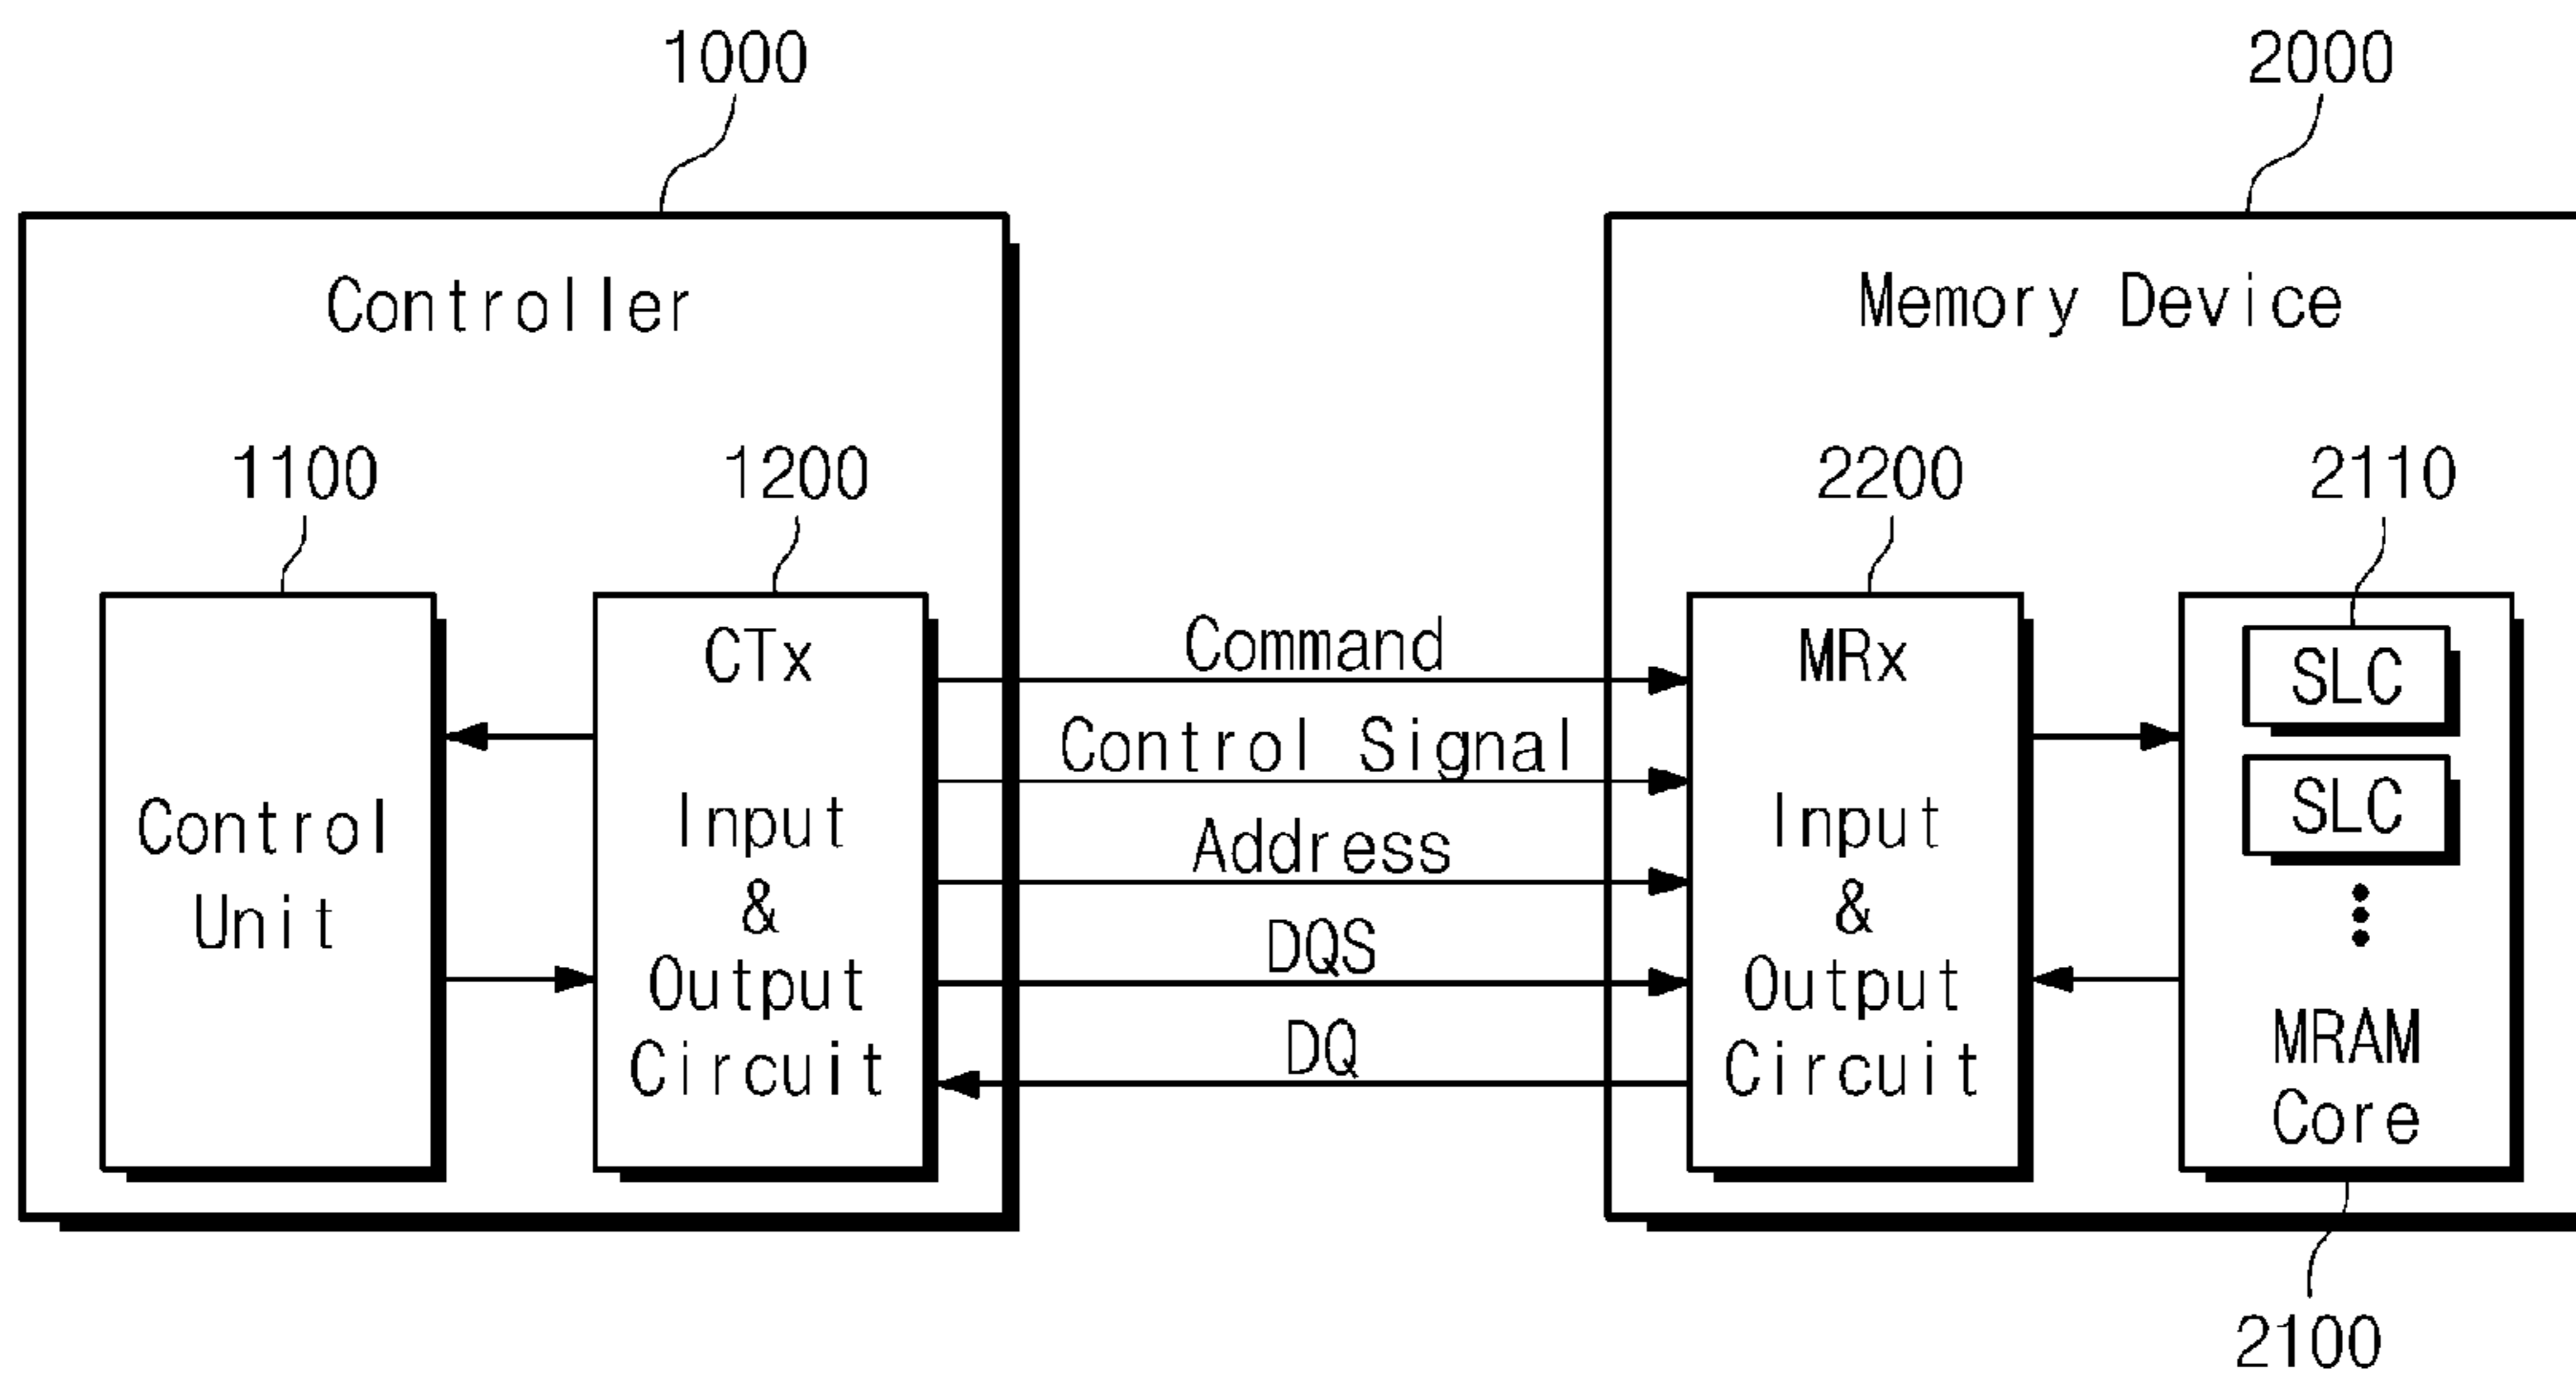 1000
2000
Controller
Memory Device
1100
1200
2200
2110
Control
Unit
CTx
Input
&
Output
Circuit
Command
Control Signal
Address
DQS
DQ
MRx
Input
&
Output
Circuit
SLC
SLC
MRAM
Core
2100